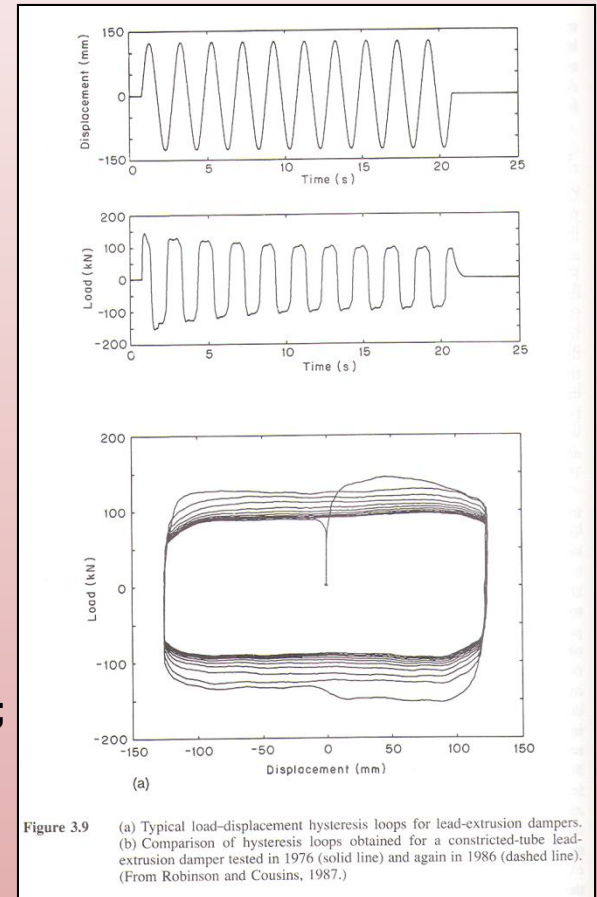 150
Displacement (mm)
0
-150
0 5 10 15 20 25
Time (s)
200
100
Load (kN)
0
-100
-200
0 5 10 15 20 25
Time (s)
200
100
Load (kN)
0
-100
-200
-150 -100 -50 0 50 100 150
Displacement (mm)
(a)
Figure 3.9 (a) Typical load–displacement hysteresis loops for lead-extrusion dampers.
(b) Comparison of hysteresis loops obtained for a constricted-tube lead-
extrusion damper tested in 1976 (solid line) and again in 1986 (dashed line).
(From Robinson and Cousins, 1987.)
;